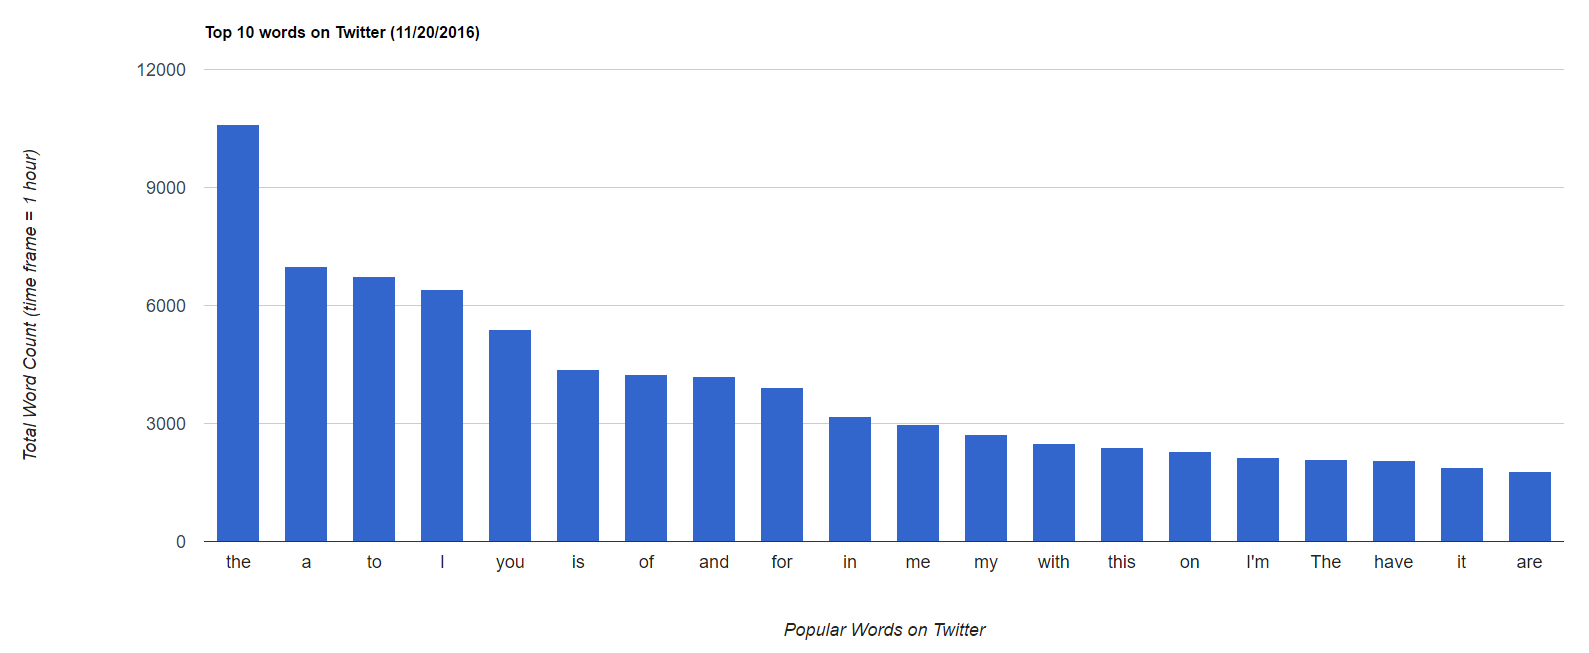 Top 10 words on Twitter (11/20/2016)
12000
9000
6000
3000
0
Total Word Count (time frame = 1 hour)
the a to I you is of and for in me my with this on I'm The have it are
Popular Words on Twitter